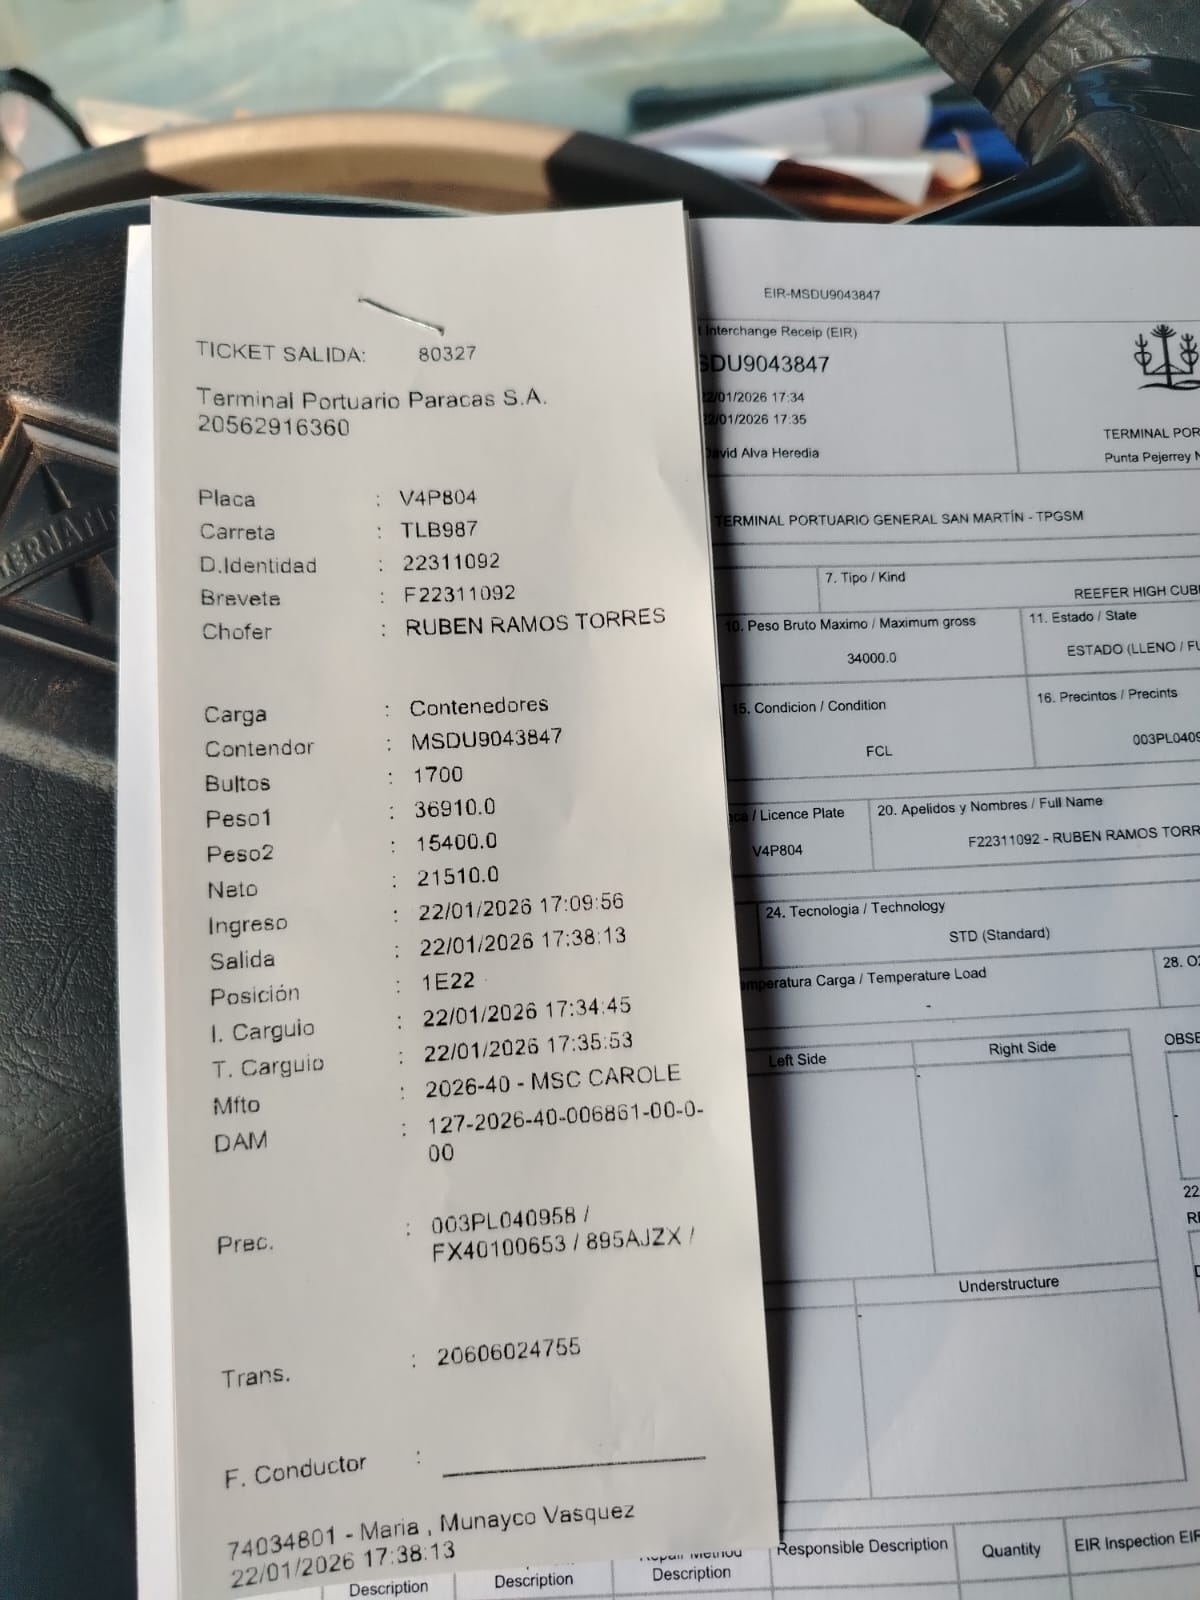 TICKET SALIDA: 80327
Terminal Portuario Paracas S.A.
20562916360
Placa : V4P804
Carreta : TLB987
D.Identidad : 22311092
Brevete : F22311092
Chofer : RUBEN RAMOS TORRES
Carga : Contenedores
Contendor : MSDU9043847
Bultos : 1700
Peso1 : 36910.0
Peso2 : 15400.0
Neto : 21510.0
Ingreso : 22/01/2026 17:09:56
Salida : 22/01/2026 17:38:13
Posición : 1E22
I. Carguio : 22/01/2026 17:34:45
T. Carguio : 22/01/2026 17:35:53
Mfto : 2026-40 - MSC CAROLE
DAM : 127-2026-40-006861-00-0-
00
Prec. : 003PL040958 /
FX40100653 / 895AJZX /
Trans. : 20606024755
F. Conductor :
74034801 - Maria , Munayco Vasquez
22/01/2026 17:38:13
EIR-MSDU9043847
Interchange Receip (EIR)
SDU9043847
2/01/2026 17:34
2/01/2026 17:35
David Alva Heredia
TERMINAL POR
Punta Pejerrey N
TERMINAL PORTUARIO GENERAL SAN MARTÍN - TPGSM
7. Tipo / Kind
REEFER HIGH CUB
10. Peso Bruto Maximo / Maximum gross
34000.0
11. Estado / State
ESTADO (LLENO / FU
15. Condicion / Condition
FCL
16. Precintos / Precints
003PL0409
/ Licence Plate
V4P804
20. Apelidos y Nombres / Full Name
F22311092 - RUBEN RAMOS TORR
24. Tecnologia / Technology
STD (Standard)
emperatura Carga / Temperature Load
-
28. O2
Left Side
Right Side
OBSE
22
Understructure
Description
Description
Description
Responsible Description
Quantity
EIR Inspection EIR